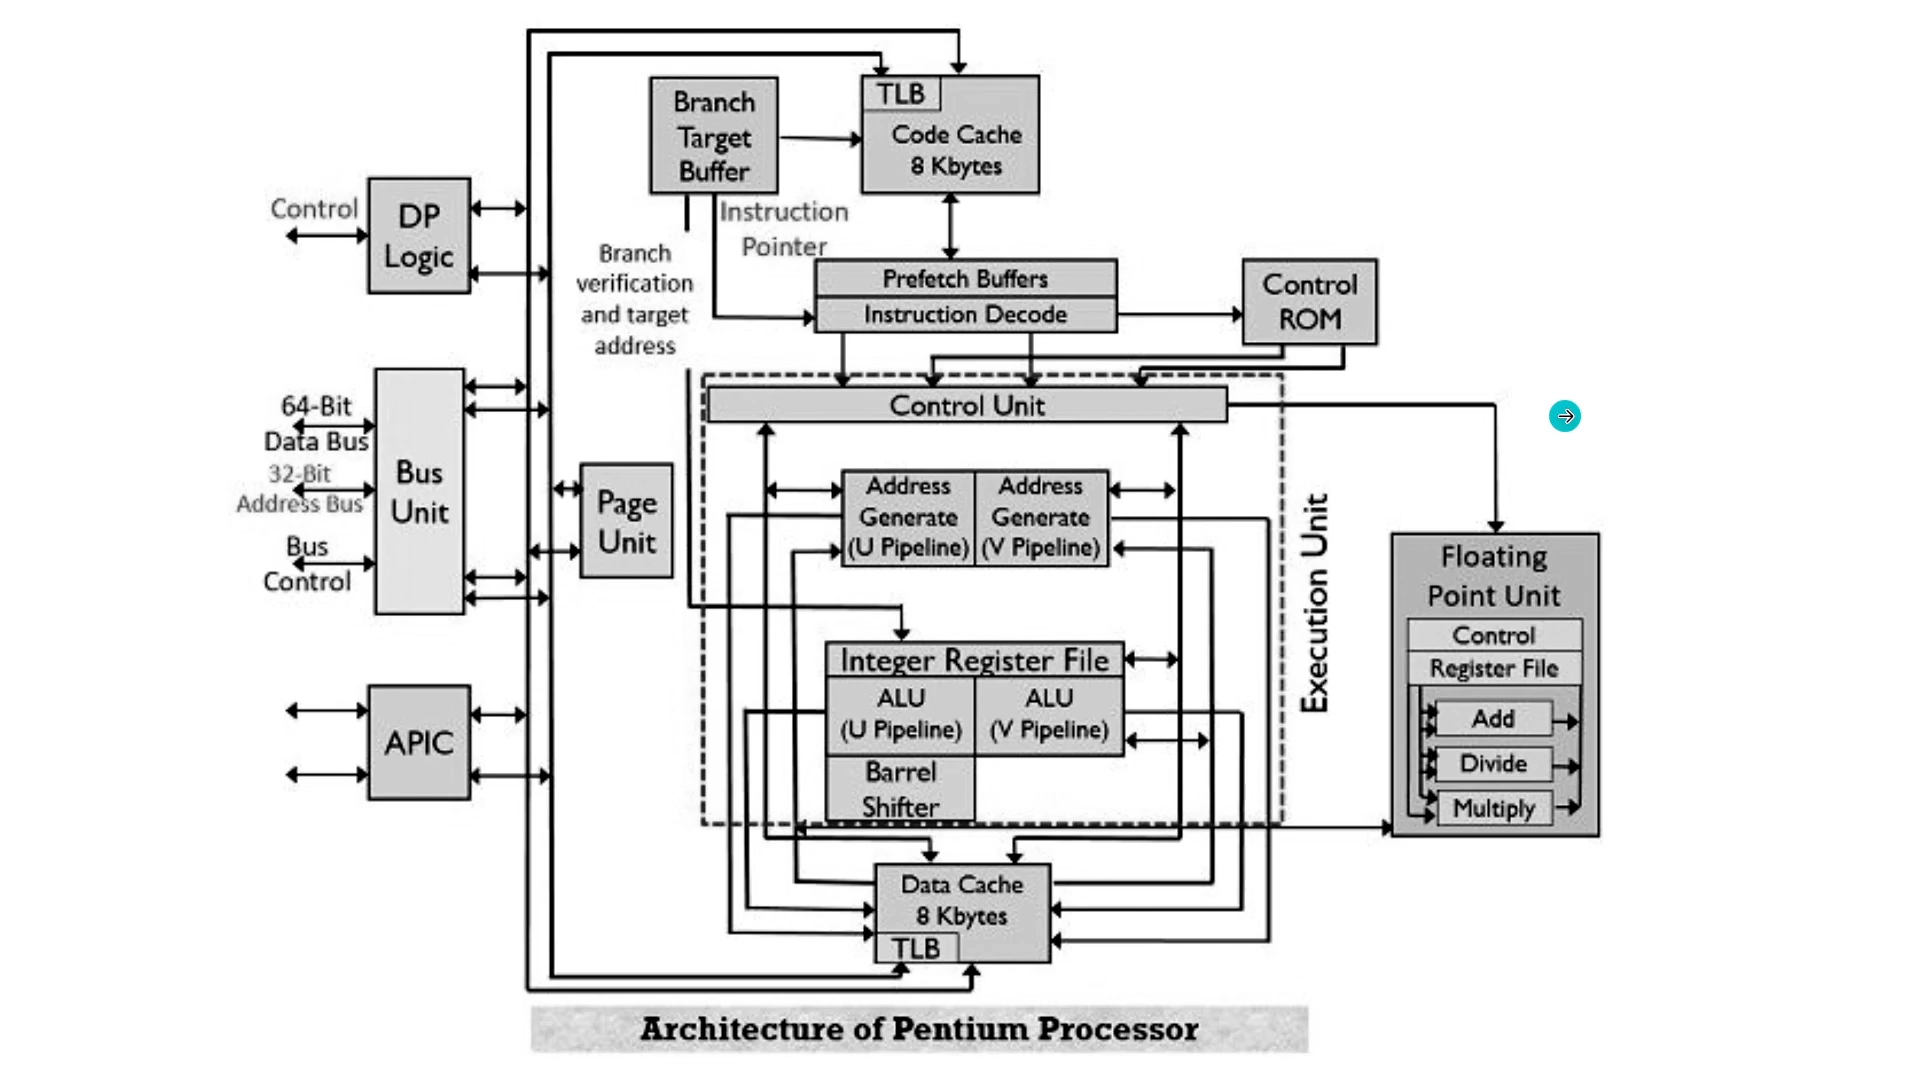 TLB
Code Cache
8 Kbytes
Branch
Target
Buffer
Instruction
Pointer
Branch
verification
and target
address
Control
DP
Logic
Prefetch Buffers
Instruction Decode
Control
ROM
Control Unit
64-Bit
Data Bus
32-Bit
Address Bus
Bus
Control
Bus
Unit
Page
Unit
Address
Generate
(U Pipeline)
Address
Generate
(V Pipeline)
Execution Unit
Integer Register File
ALU
(U Pipeline)
ALU
(V Pipeline)
Barrel
Shifter
Floating
Point Unit
Control
Register File
Add
Divide
Multiply
APIC
Data Cache
8 Kbytes
TLB
Architecture of Pentium Processor